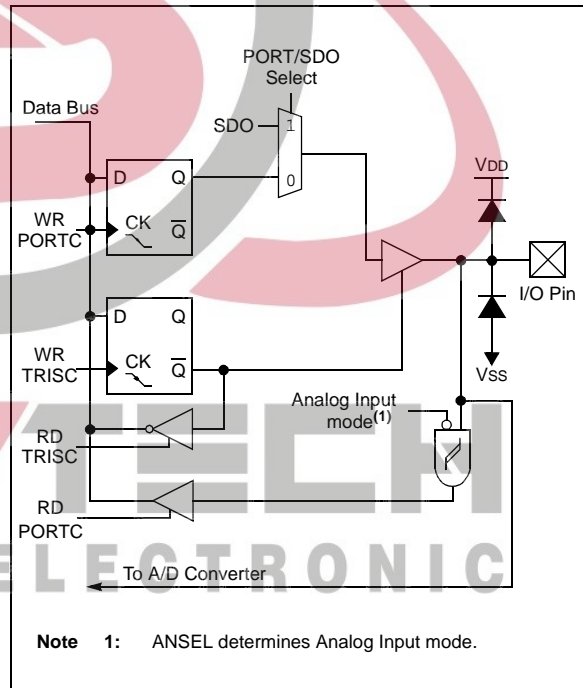 PORT/SDO
Select
Data Bus
SDO
1
0
VDD
D
Q
CK
Q
WR
PORTC
I/O Pin
D
Q
CK
Q
WR
TRISC
VSS
Analog Input
mode(1)
RD
TRISC
RD
PORTC
TECH
ELECTRONIC
To A/D Converter
Note 1: ANSEL determines Analog Input mode.